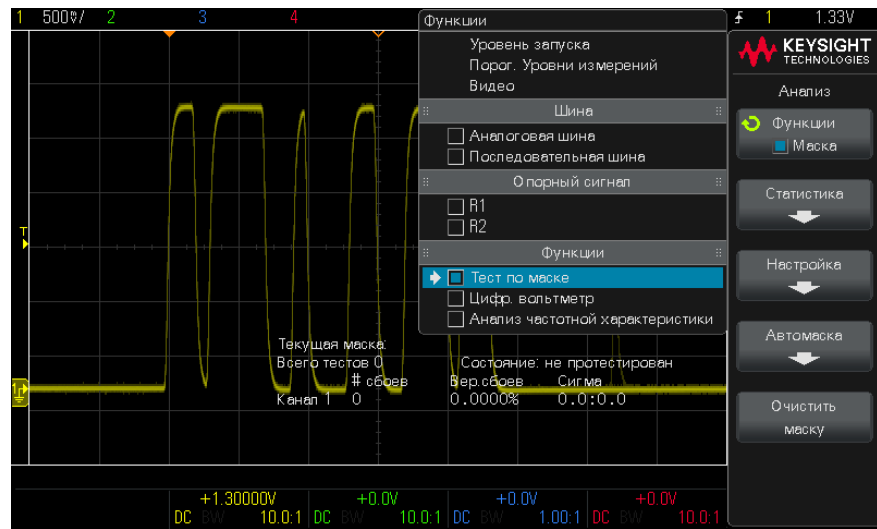 1 500mV/ 2 3 4 1 1.33V
Функции
Уровень запуска
Порог. Уровни измерений
Видео
Шина
Аналоговая шина
Последовательная шина
Опорный сигнал
R1
R2
Функции
Тест по маске
Цифр. вольтметр
Анализ частотной характеристики
T
1
Текущая маска:
Всего тестов 0 Состояние: не протестирован
# сбоев Вер.сбоев Сигма
Канал 1 0 0.0000% 0.0:0.0
KEYSIGHT
TECHNOLOGIES
Анализ
Функции
Маска
Статистика
Настройка
Автомаска
Очистить
маску
+1.30000V +0.0V +0.0V +0.0V
DC BW 10.0:1 DC BW 10.0:1 DC BW 1.00:1 DC BW 10.0:1